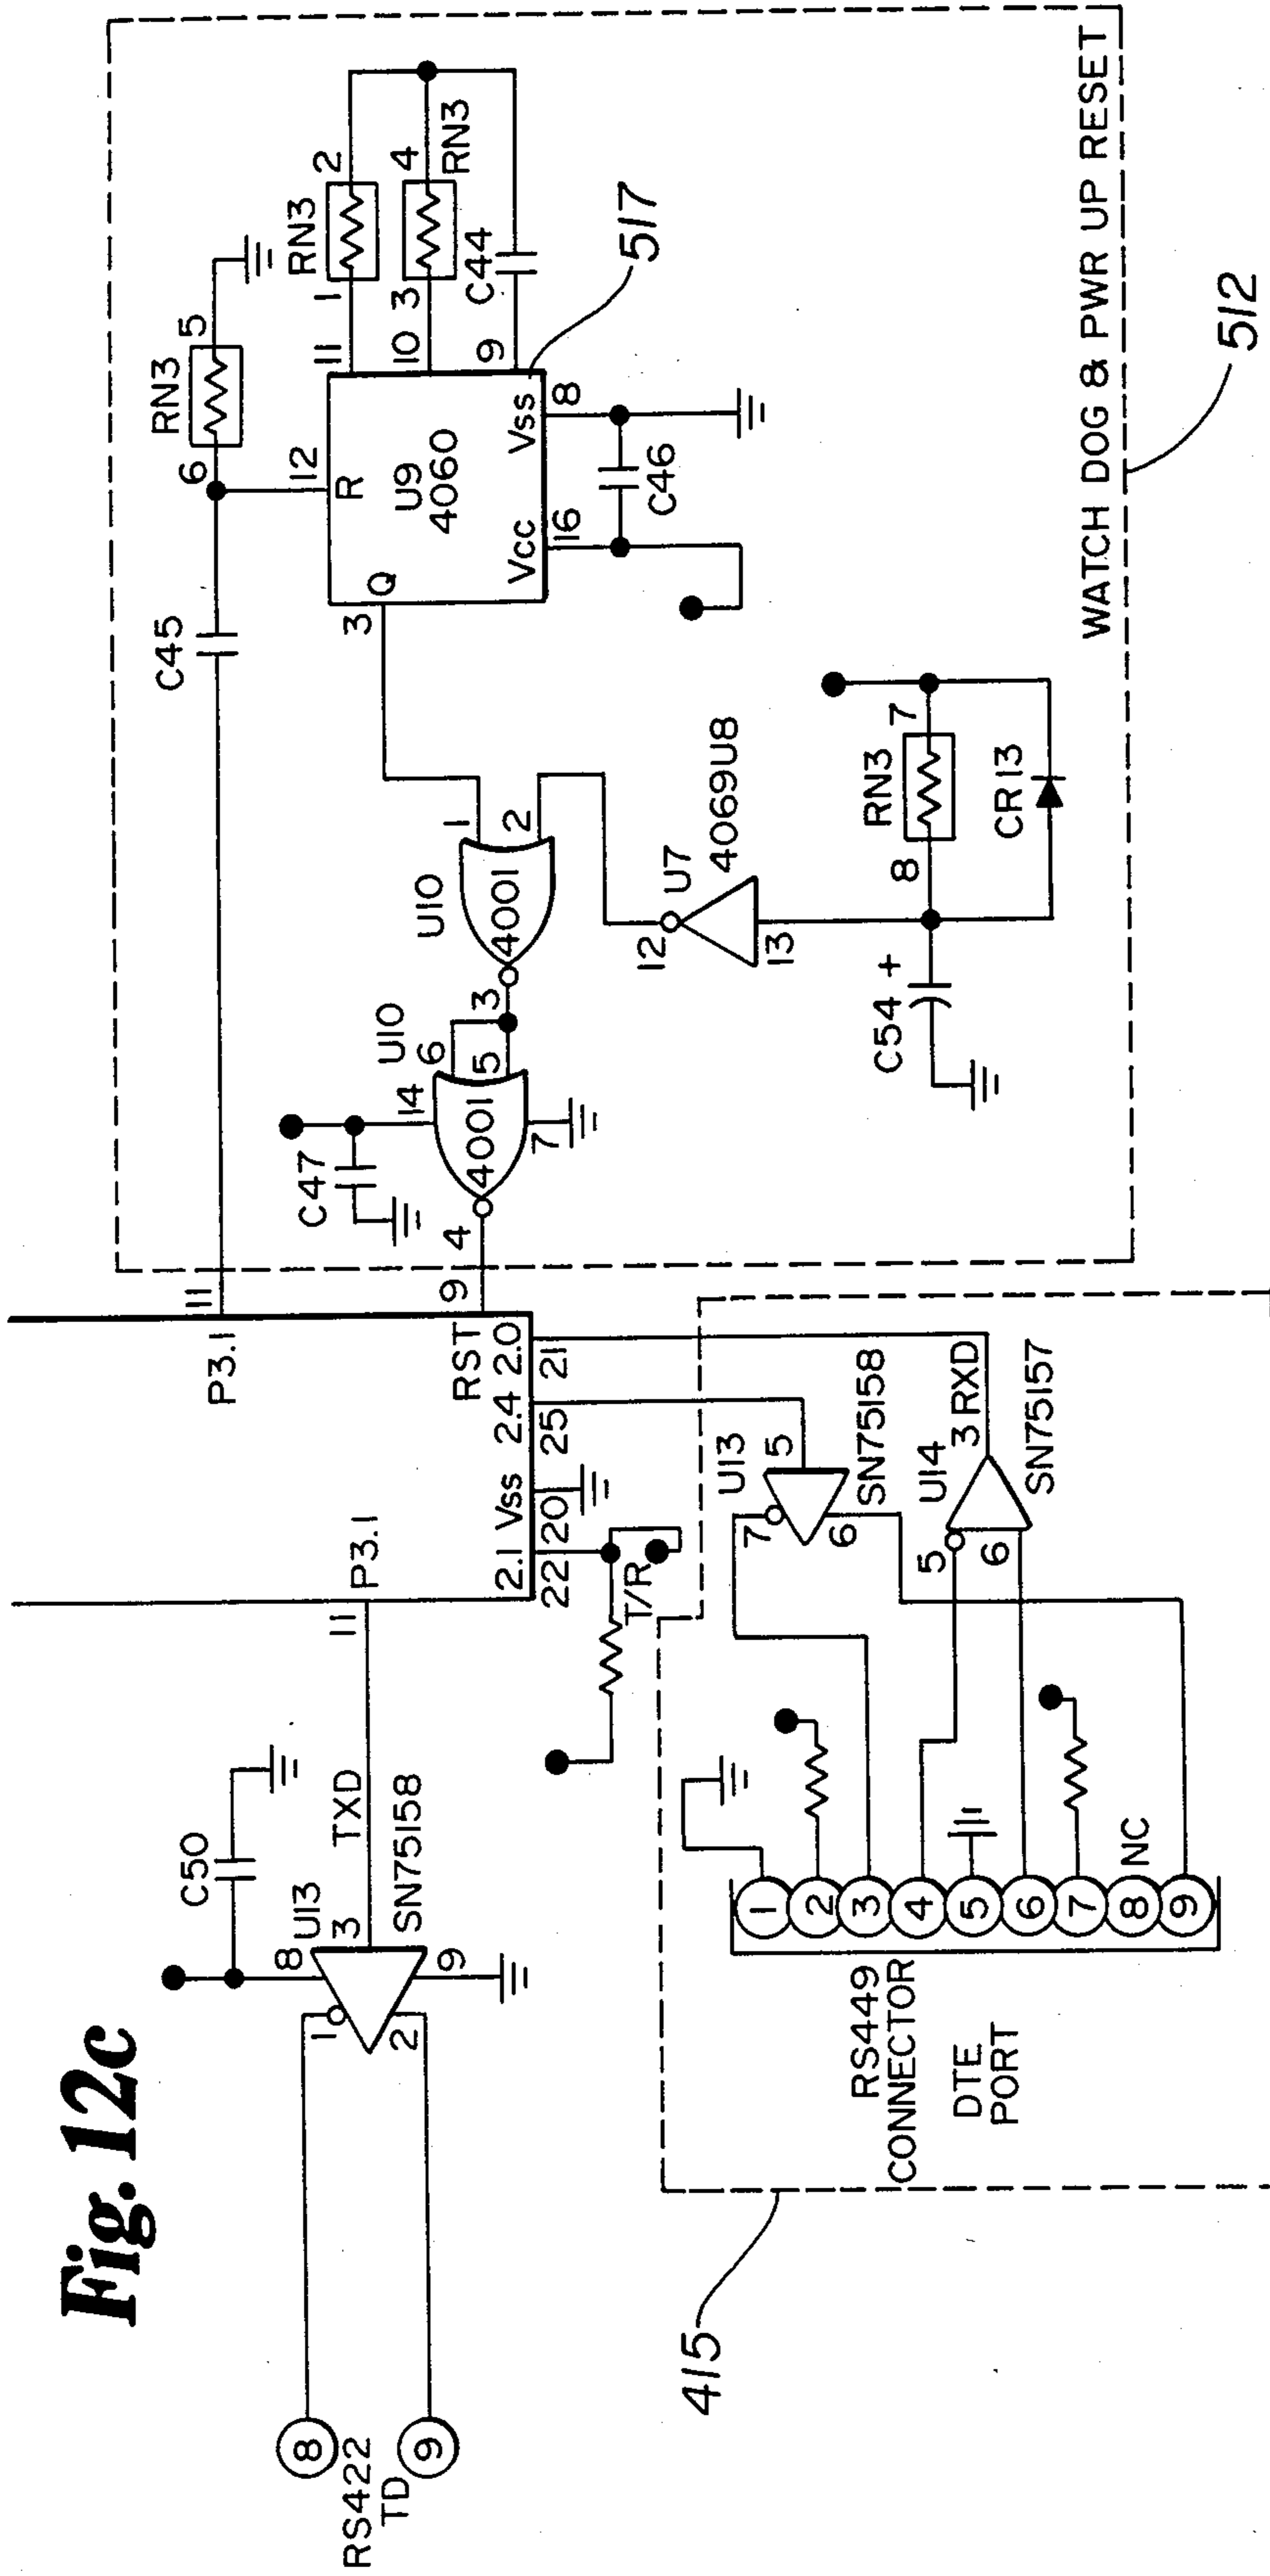 Fig. 12c
C50
U13
8
3
TXD
11
P3.1
1
2
9
SN75158
8
RS422
TD
9
P3.1
11
C45
6
RN3
5
12
R
U9
4060
Q
3
11
1
RN3
2
10
3
4
RN3
9
C44
Vcc
Vss
16
8
C46
517
C47
14
U10
6
5
4001
7
4
9
RST
3
U10
4001
1
2
12
U7
4069U8
13
C54
+
8
RN3
7
CR13
WATCH DOG & PWR UP RESET
512
2.1
Vss
2.4
2.0
22
20
25
21
T/R
U13
7
5
6
SN75158
U14
5
6
3
RXD
SN75157
RS449
CONNECTOR
DTE
PORT
1
2
3
4
5
6
7
8
NC
9
415